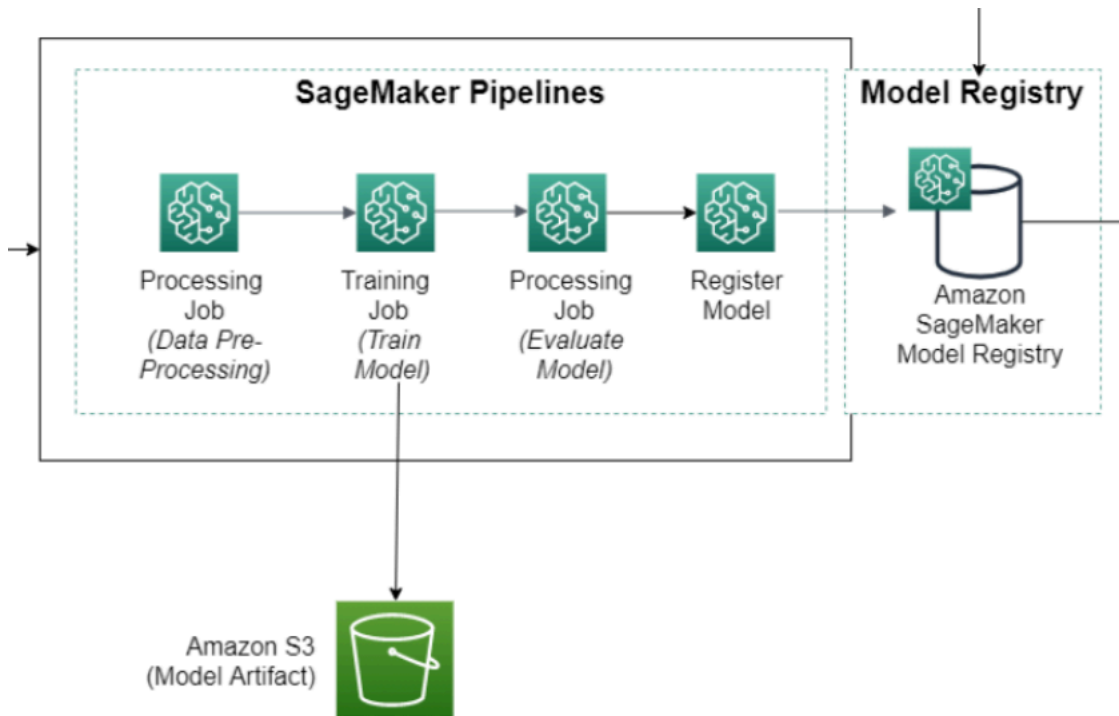 SageMaker Pipelines
Model Registry
Processing
Job
(Data Pre-
Processing)
Training
Job
(Train
Model)
Processing
Job
(Evaluate
Model)
Register
Model
Amazon
SageMaker
Model Registry
Amazon S3
(Model Artifact)